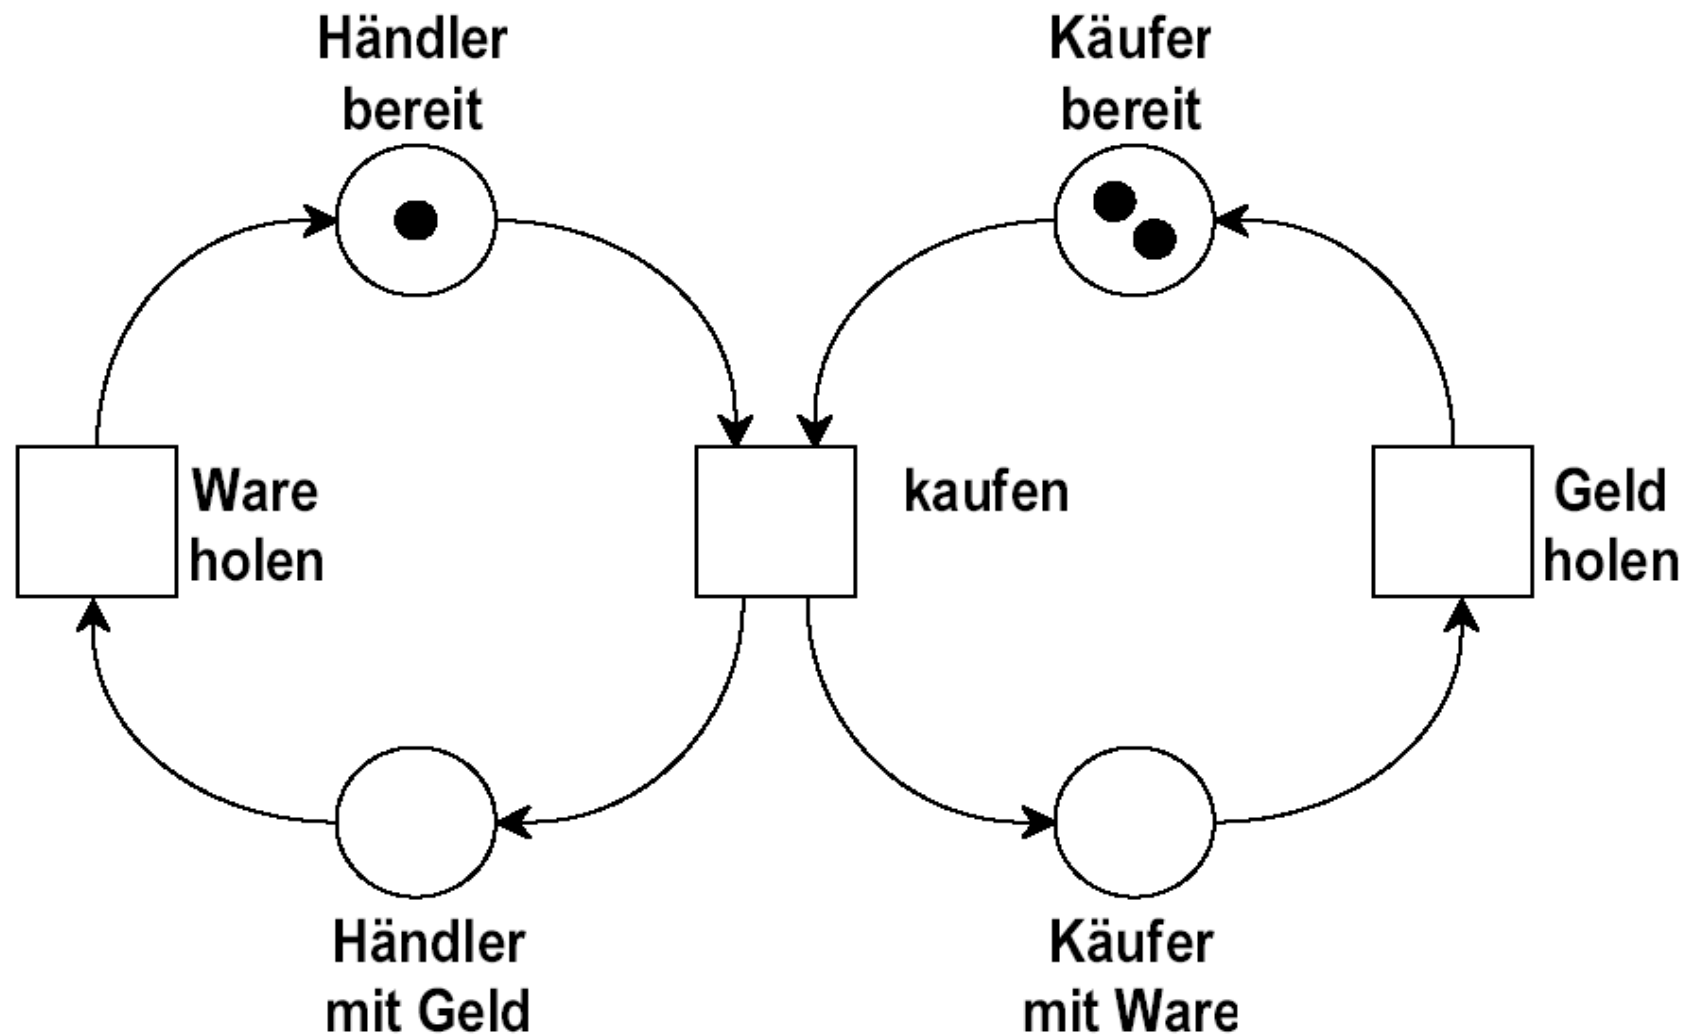 Händler
bereit
Käufer
bereit
Ware
holen
kaufen
Geld
holen
Händler
mit Geld
Käufer
mit Ware